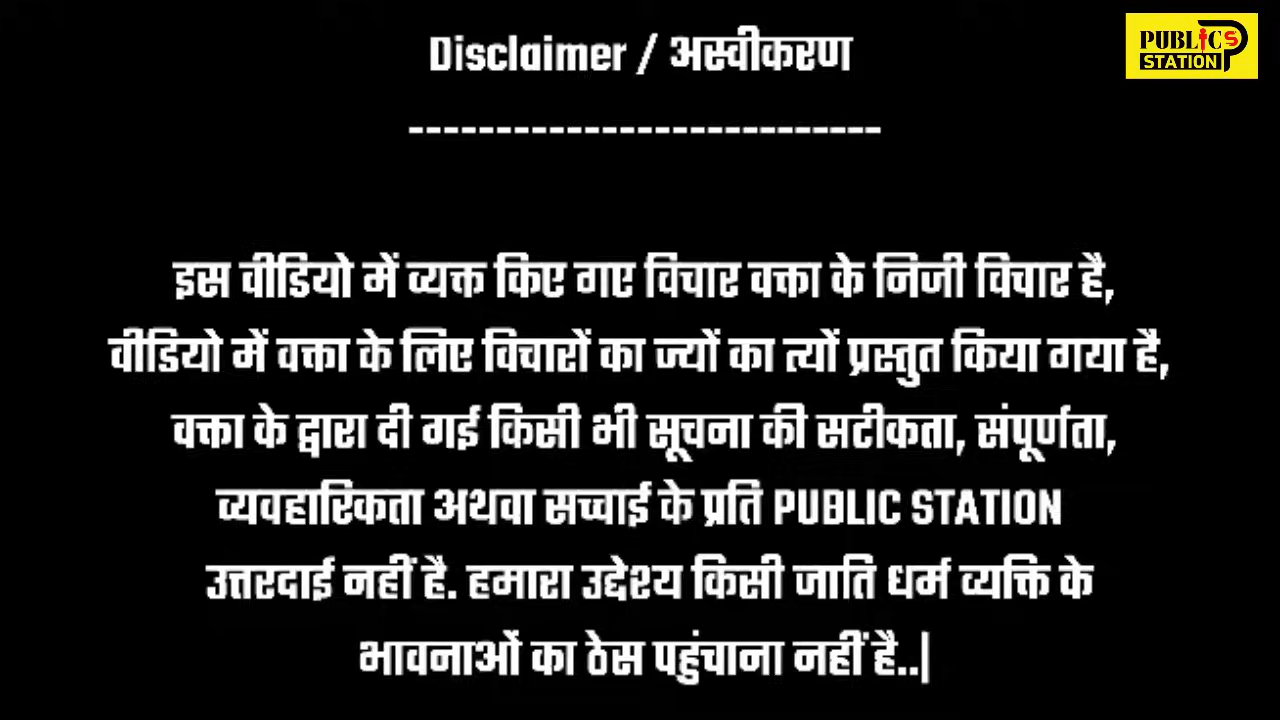 PUBLICS
STATION
Disclaimer / अस्वीकरण
---------------------------
इस वीडियो में व्यक्त किए गए विचार वक्ता के निजी विचार है,
वीडियो में वक्ता के लिए विचारों का ज्यों का त्यों प्रस्तुत किया गया है,
वक्ता के द्वारा दी गई किसी भी सूचना की सटीकता, संपूर्णता,
व्यवहारिकता अथवा सच्चाई के प्रति PUBLIC STATION
उत्तरदाई नहीं है. हमारा उद्देश्य किसी जाति धर्म व्यक्ति के
भावनाओं का ठेस पहुंचाना नहीं है..|